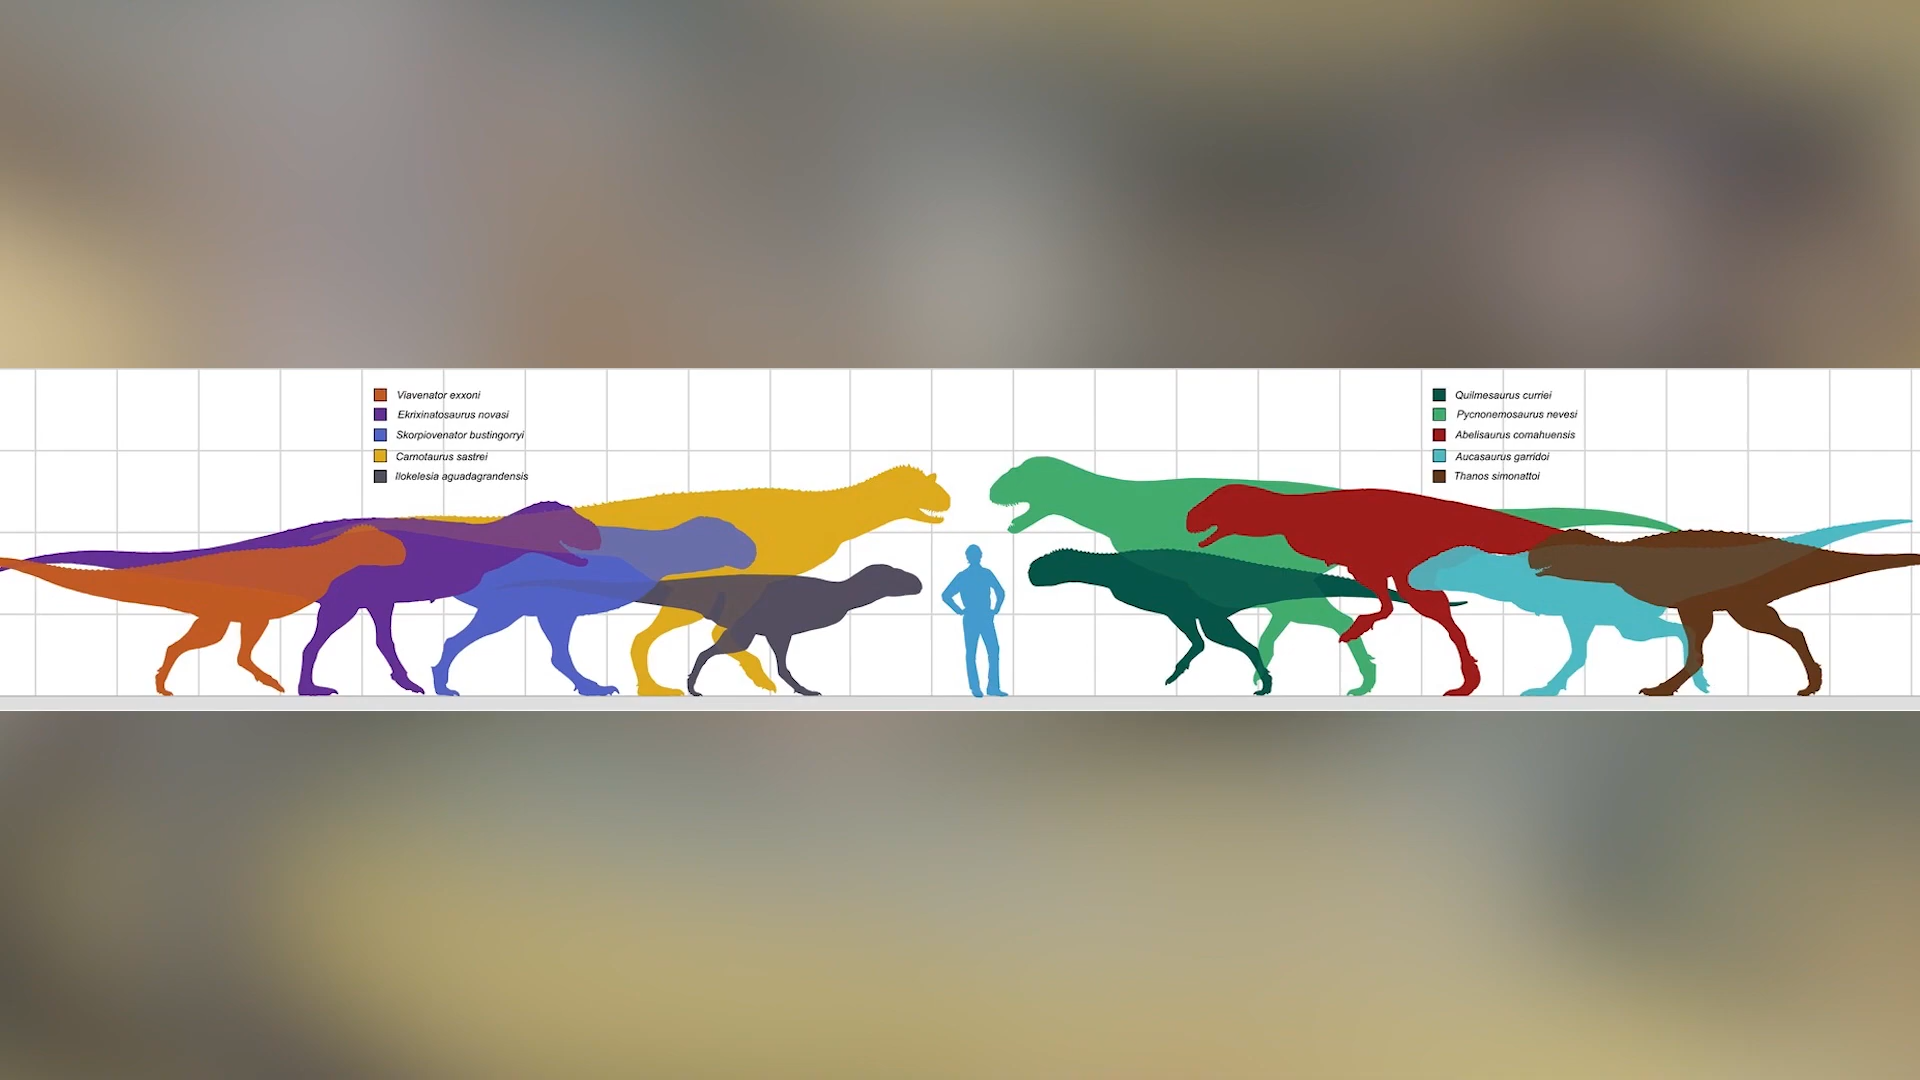 Viavenator exxoni
Ekrixinatosaurus novasi
Skorpiovenator bustingorryi
Carnotaurus sastrei
Ilokelesia aguadagrandensis
Quilmesaurus curriei
Pycnonemosaurus nevesi
Abelisaurus comahuensis
Aucasaurus garridoi
Thanos simonattoi